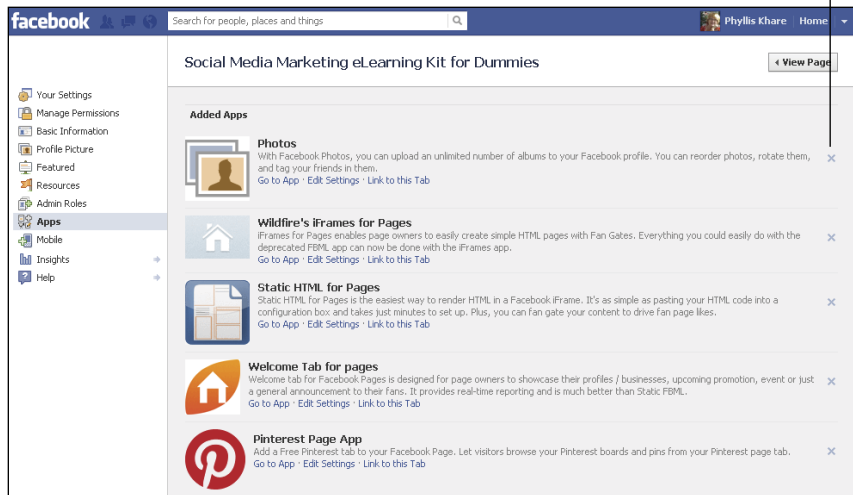 facebook
Search for people, places and things
Phyllis Khare
Home
Social Media Marketing eLearning Kit for Dummies
View Page
Your Settings
Manage Permissions
Basic Information
Profile Picture
Featured
Resources
Admin Roles
Apps
Mobile
Insights
Help
Added Apps
Photos
With Facebook Photos, you can upload an unlimited number of albums to your Facebook profile. You can reorder photos, rotate them,
and tag your friends in them.
Go to App · Edit Settings · Link to this Tab
Wildfire's iFrames for Pages
iFrames for Pages enables page owners to easily create simple HTML pages with Fan Gates. Everything you could easily do with the
deprecated FBML app can now be done with the iFrames app.
Go to App · Edit Settings · Link to this Tab
Static HTML for Pages
Static HTML for Pages is the easiest way to render HTML in a Facebook iFrame. It's as simple as pasting your HTML code into a
configuration box and takes just minutes to set up. Plus, you can fan gate your content to drive fan page likes.
Go to App · Edit Settings · Link to this Tab
Welcome Tab for pages
Welcome tab for Facebook Pages is designed for page owners to showcase their profiles / businesses, upcoming promotion, event or just
a general announcement to their fans. It provides real-time reporting and is much better than Static FBML.
Go to App · Edit Settings · Link to this Tab
Pinterest Page App
Add a Free Pinterest tab to your Facebook Page. Let visitors browse your Pinterest boards and pins from your Pinterest page tab.
Go to App · Edit Settings · Link to this Tab